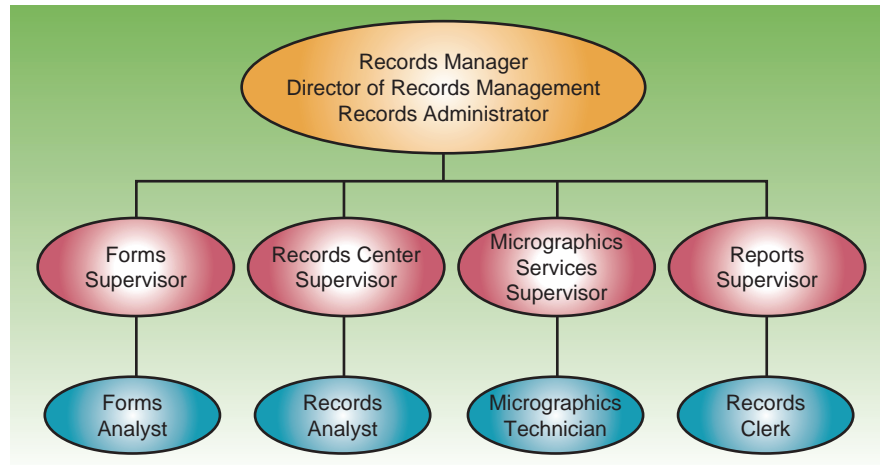 Records Manager
Director of Records Management
Records Administrator
Forms
Supervisor
Records Center
Supervisor
Micrographics
Services
Supervisor
Reports
Supervisor
Forms
Analyst
Records
Analyst
Micrographics
Technician
Records
Clerk